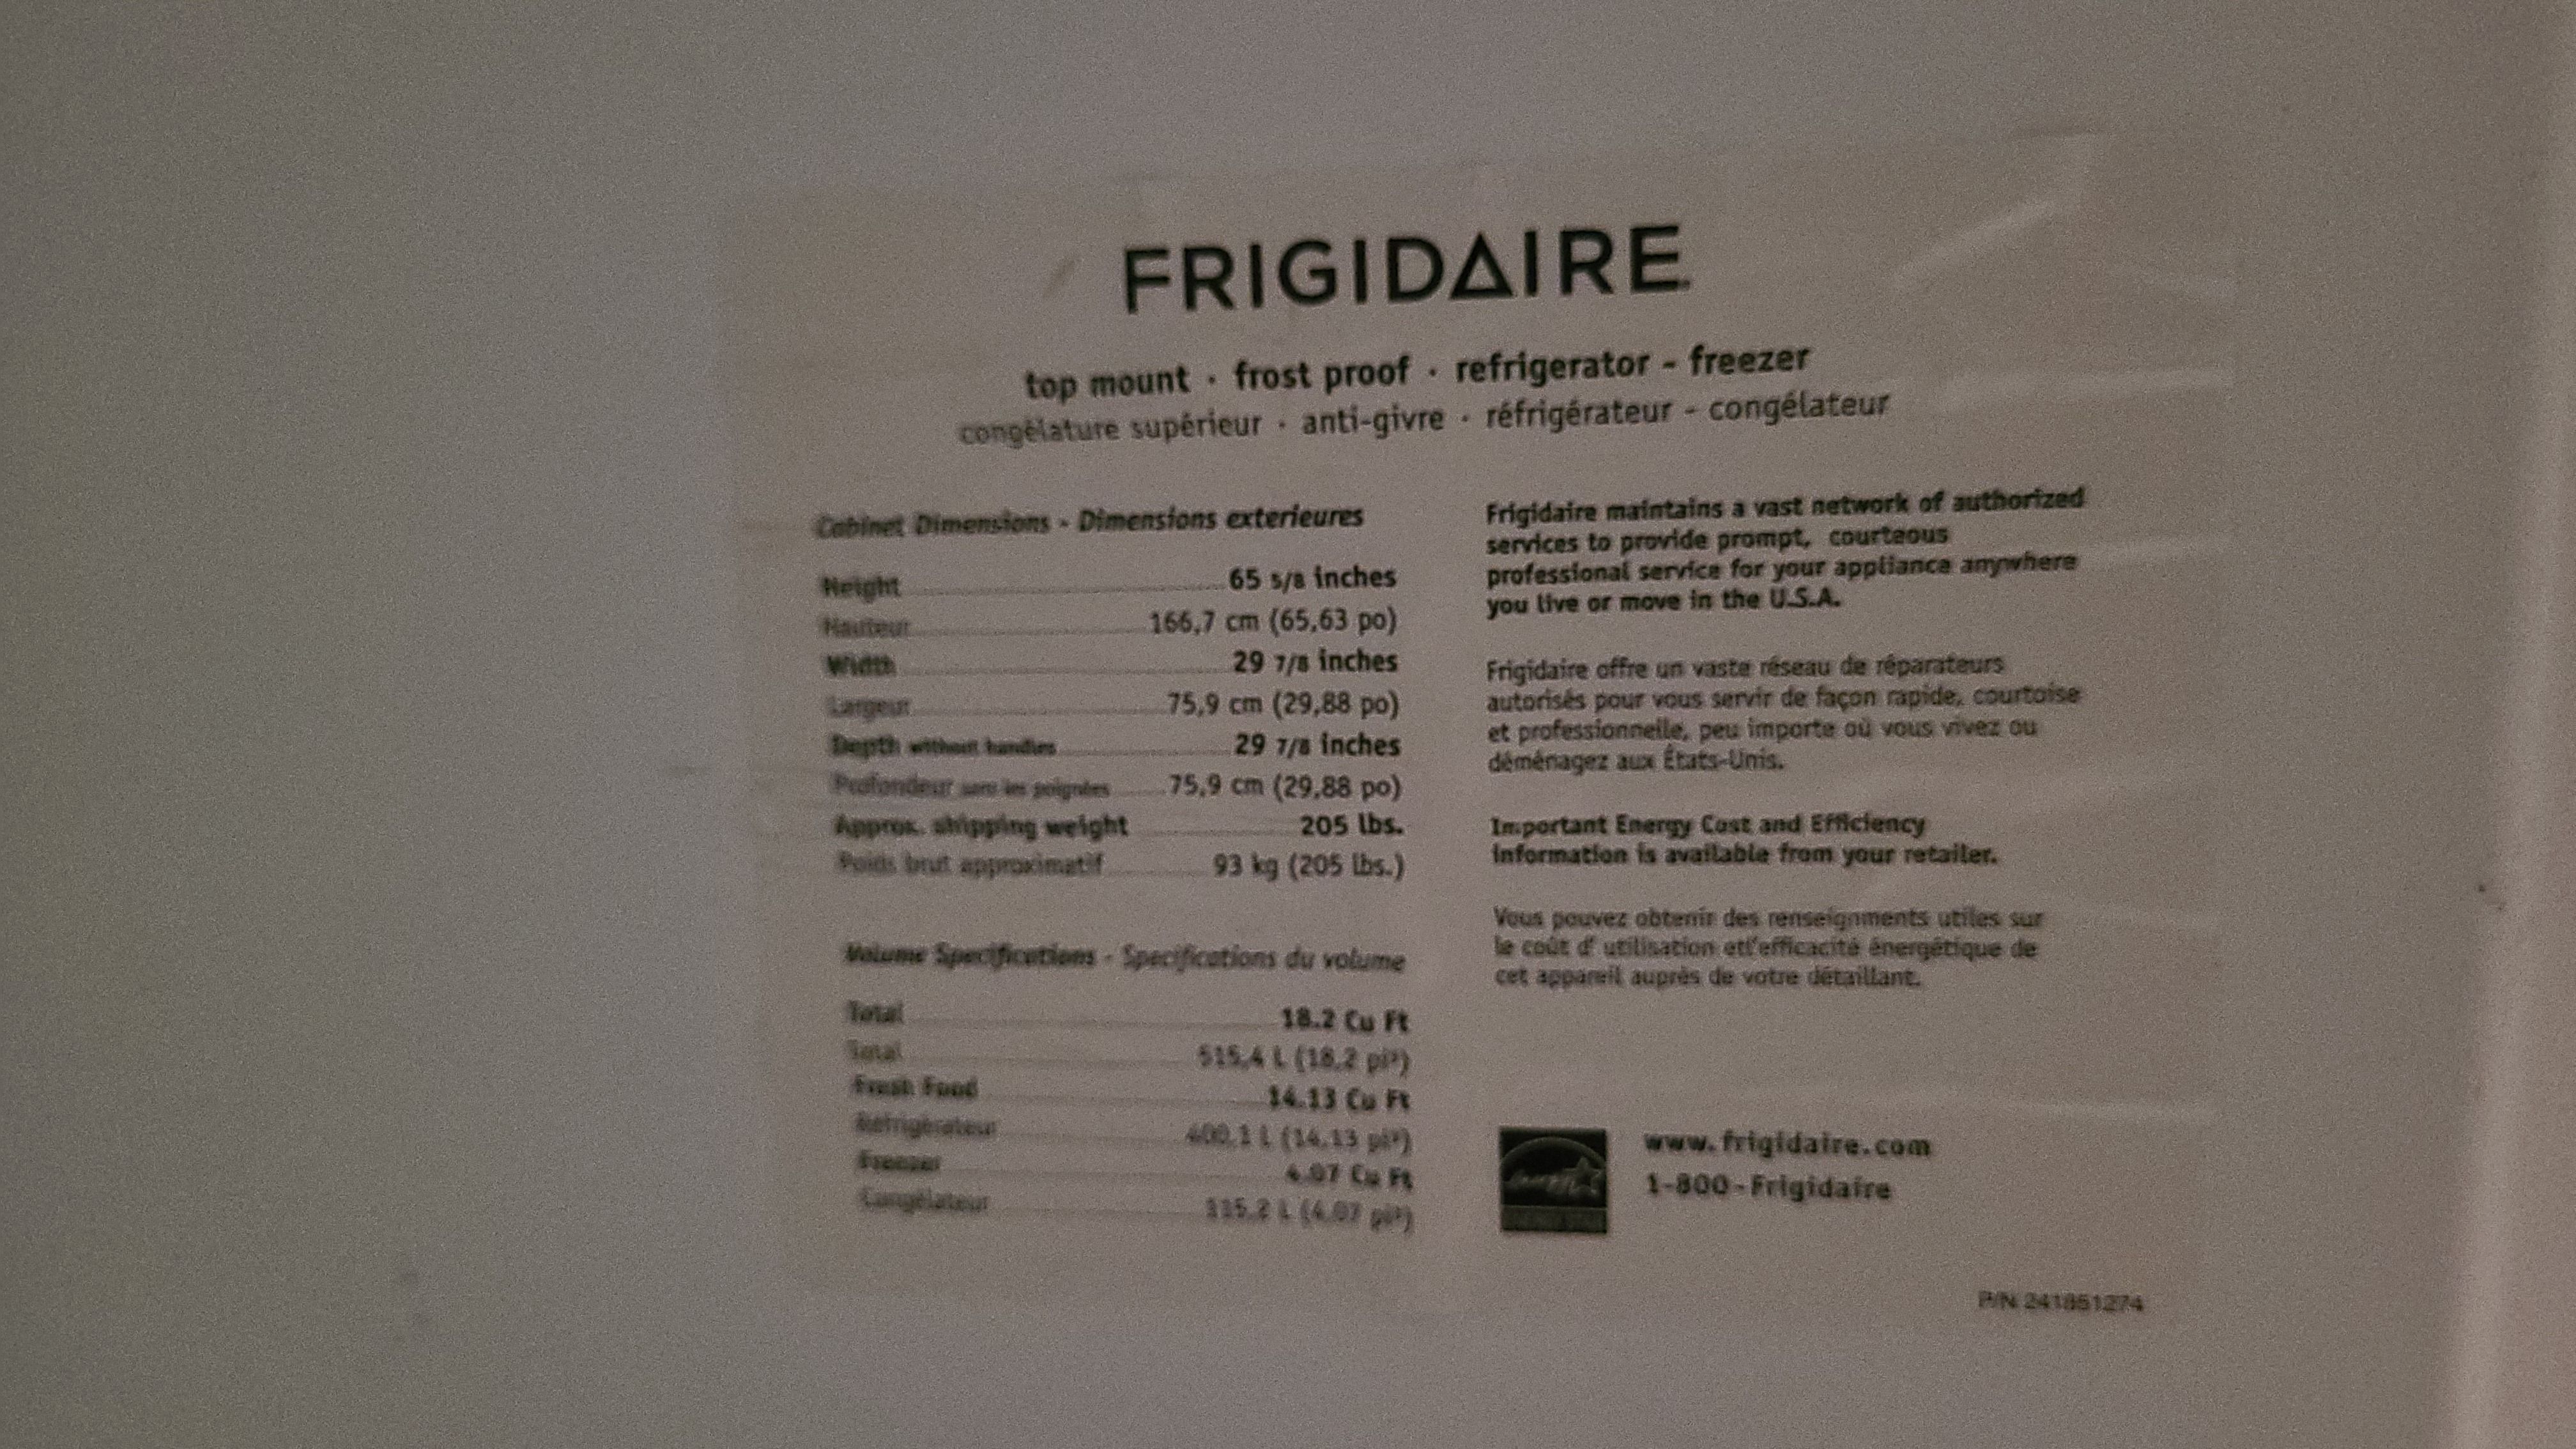 FRIGIDAIRE
top mount · frost proof · refrigerator - freezer
congélature supérieur · anti-givre · réfrigérateur - congélateur
Cabinet Dimensions - Dimensions exterieures
Height 65 5/8 inches
Hauteur 166,7 cm (65,63 po)
Width 29 7/8 inches
Largeur 75,9 cm (29,88 po)
Depth without handles 29 7/8 inches
Profondeur sans les poignées 75,9 cm (29,88 po)
Approx. shipping weight 205 lbs.
Poids brut approximatif 93 kg (205 lbs.)
Volume Specifications - Specifications du volume
Total 18.2 Cu Ft
Total 515,4 L (18,2 pi³)
Fresh Food 14.13 Cu Ft
Réfrigérateur 400,1 L (14,13 pi³)
Freezer 4.07 Cu Ft
Congélateur 115,2 L (4,07 pi³)
Frigidaire maintains a vast network of authorized
services to provide prompt, courteous
professional service for your appliance anywhere
you live or move in the U.S.A.
Frigidaire offre un vaste réseau de réparateurs
autorisés pour vous servir de façon rapide, courtoise
et professionnelle, peu importe où vous vivez ou
déménagez aux États-Unis.
Important Energy Cost and Efficiency
Information is available from your retailer.
Vous pouvez obtenir des renseignments utiles sur
le coût d' utilisation etl'efficacité énergétique de
cet appareil auprès de votre détaillant.
www.frigidaire.com
1-800-Frigidaire
P/N 241851274